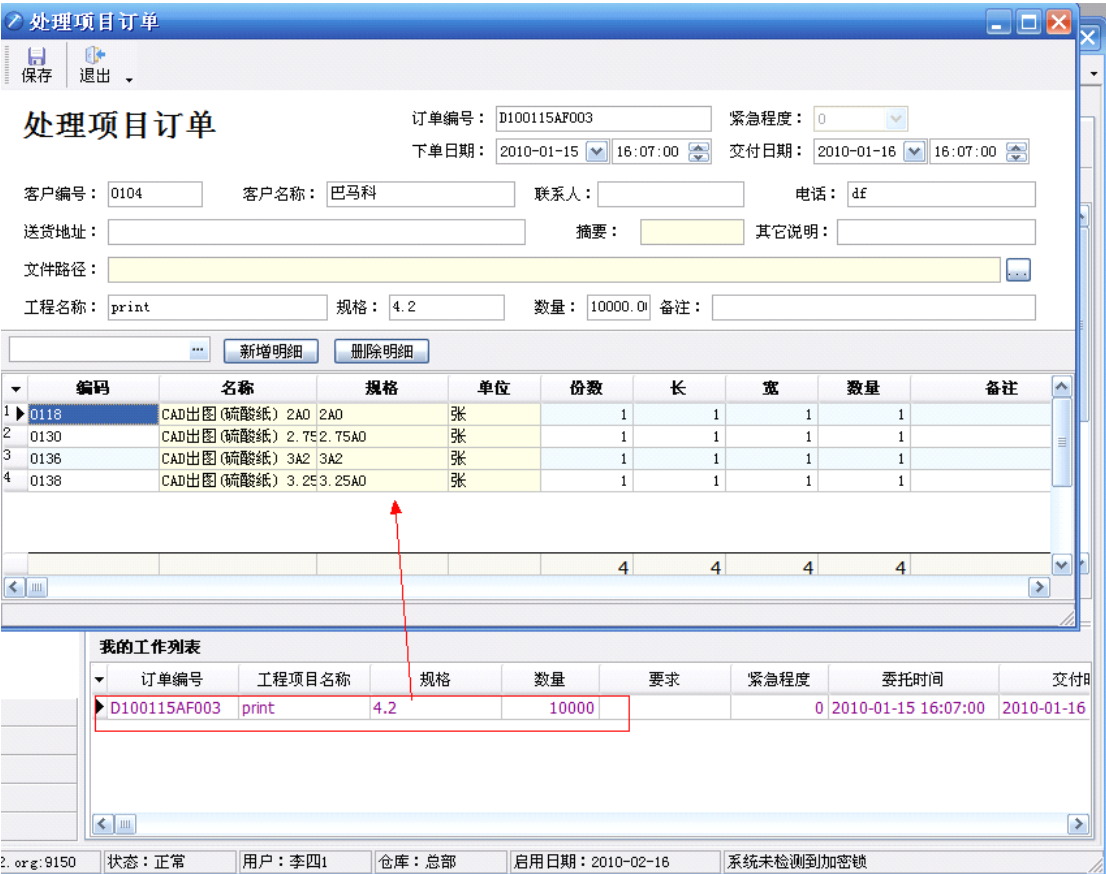 处理项目订单
保存 退出
处理项目订单
订单编号： D100115AF003 紧急程度： 0
下单日期： 2010-01-15 16:07:00 交付日期： 2010-01-16 16:07:00
客户编号： 0104 客户名称： 巴马科 联系人： 电话： df
送货地址： 摘要： 其它说明：
文件路径： ...
工程名称： print 规格： 4.2 数量： 10000.0 备注：
... 新增明细 删除明细
编码 名称 规格 单位 份数 长 宽 数量 备注
1 0118 CAD出图(硫酸纸) 2A0 2A0 张 1 1 1 1
2 0130 CAD出图(硫酸纸) 2.75 2.75A0 张 1 1 1 1
3 0136 CAD出图(硫酸纸) 3A2 3A2 张 1 1 1 1
4 0138 CAD出图(硫酸纸) 3.25 3.25A0 张 1 1 1 1
4 4 4 4
我的工作列表
订单编号 工程项目名称 规格 数量 要求 紧急程度 委托时间 交付
D100115AF003 print 4.2 10000 0 2010-01-15 16:07:00 2010-01-16
2.org:9150 状态：正常 用户：李四1 仓库：总部 启用日期：2010-02-16 系统未检测到加密锁